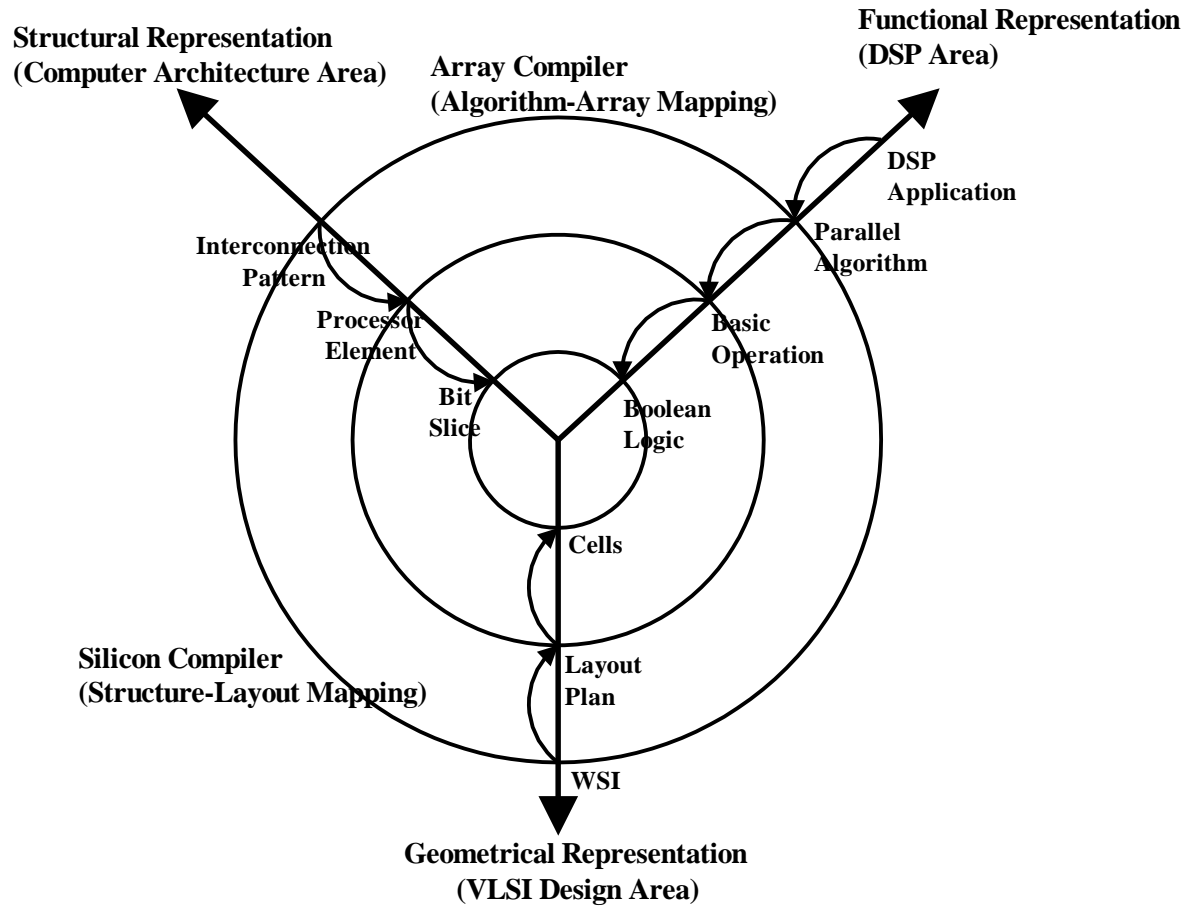 Structural Representation
(Computer Architecture Area)
Array Compiler
(Algorithm-Array Mapping)
Functional Representation
(DSP Area)
DSP
Application
Parallel
Algorithm
Interconnection
Pattern
Processor
Element
Basic
Operation
Bit
Slice
Boolean
Logic
Cells
Silicon Compiler
(Structure-Layout Mapping)
Layout
Plan
WSI
Geometrical Representation
(VLSI Design Area)